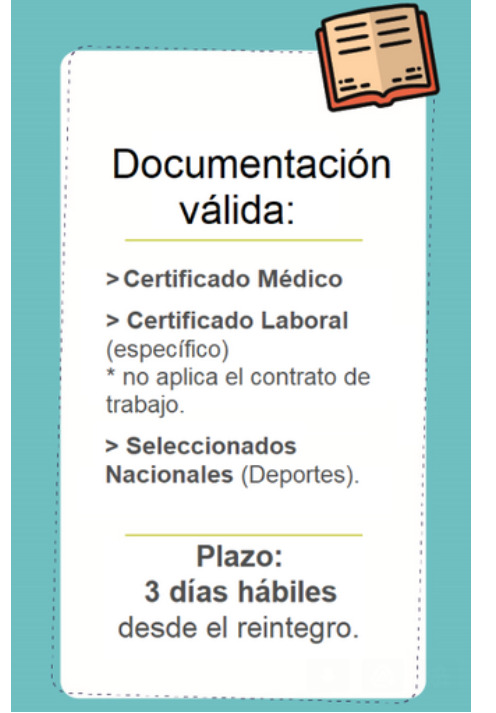 Documentación
válida:
> Certificado Médico
> Certificado Laboral
(específico)
* no aplica el contrato de
trabajo.
> Seleccionados
Nacionales (Deportes).
Plazo:
3 días hábiles
desde el reintegro.